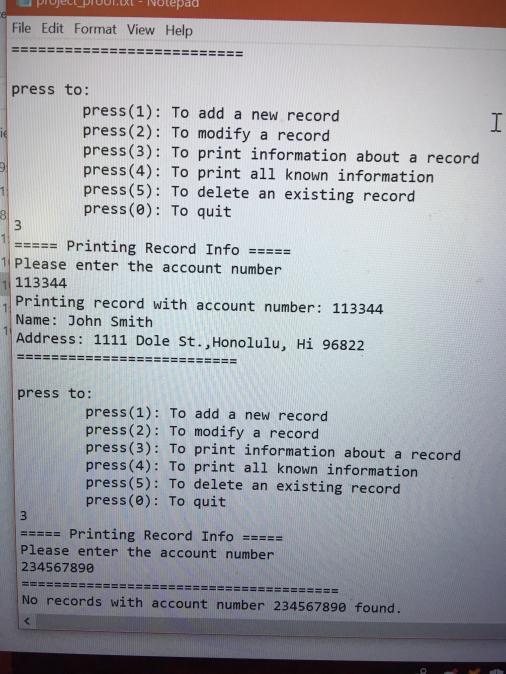 project_proof.txt - Notepad
File Edit Format View Help
===========================
press to:
press(1): To add a new record
press(2): To modify a record
press(3): To print information about a record
press(4): To print all known information
press(5): To delete an existing record
press(0): To quit
3
===== Printing Record Info =====
Please enter the account number
113344
Printing record with account number: 113344
Name: John Smith
Address: 1111 Dole St.,Honolulu, Hi 96822
===========================
press to:
press(1): To add a new record
press(2): To modify a record
press(3): To print information about a record
press(4): To print all known information
press(5): To delete an existing record
press(0): To quit
3
===== Printing Record Info =====
Please enter the account number
234567890
======================================
No records with account number 234567890 found.